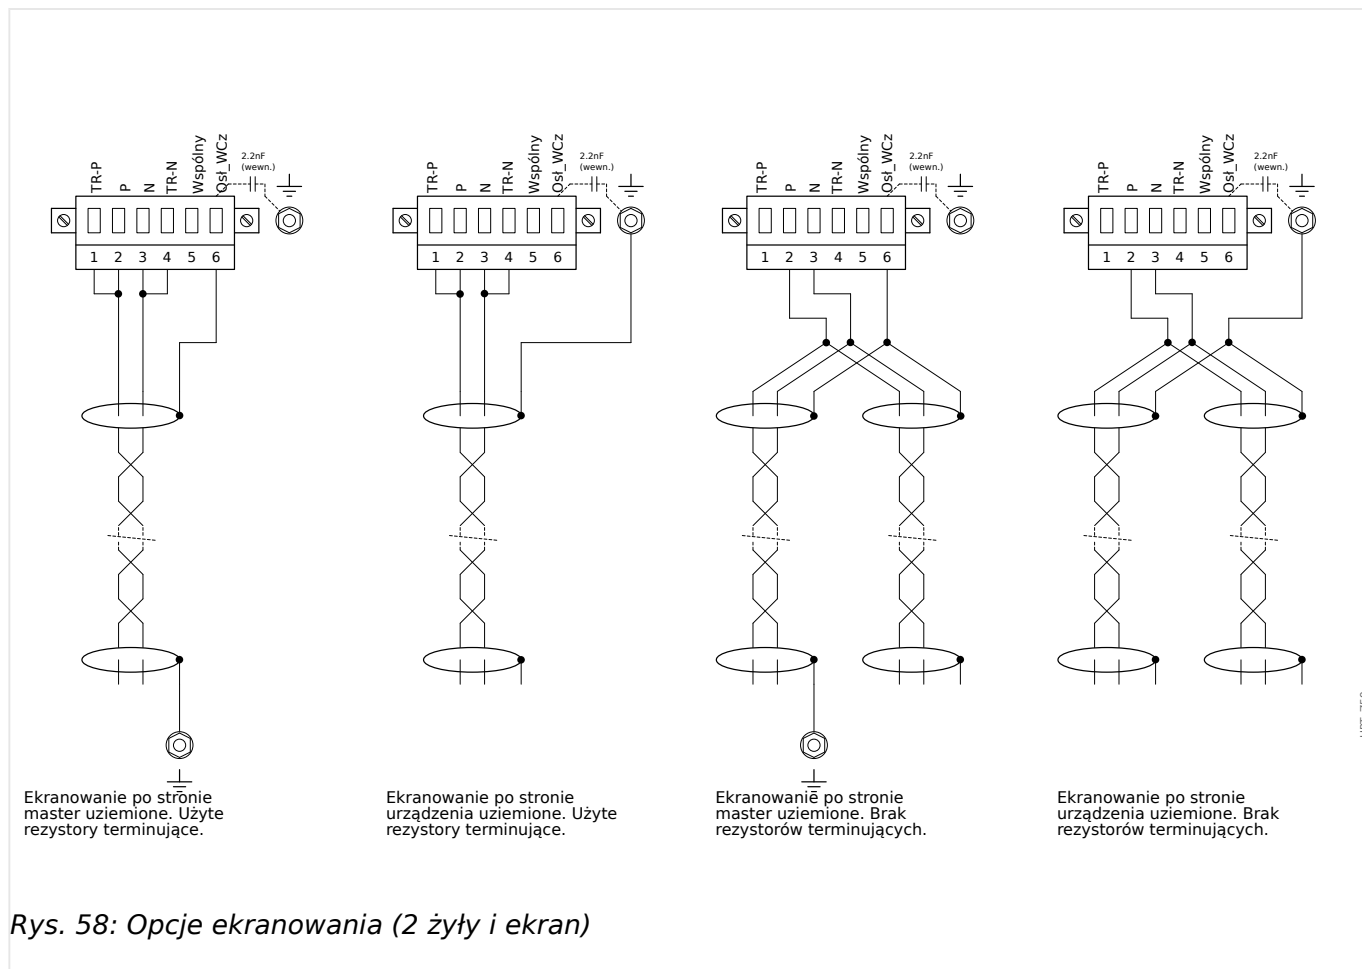 TR-P P N TR-N Wspólny Osł_WCz
2.2nF
(wewn.)
1 2 3 4 5 6
TR-P P N TR-N Wspólny Osł_WCz
2.2nF
(wewn.)
1 2 3 4 5 6
TR-P P N TR-N Wspólny Osł_WCz
2.2nF
(wewn.)
1 2 3 4 5 6
TR-P P N TR-N Wspólny Osł_WCz
2.2nF
(wewn.)
1 2 3 4 5 6
Ekranowanie po stronie
master uziemione. Użyte
rezystory terminujące.
Ekranowanie po stronie
urządzenia uziemione. Użyte
rezystory terminujące.
Ekranowanie po stronie
master uziemione. Brak
rezystorów terminujących.
Ekranowanie po stronie
urządzenia uziemione. Brak
rezystorów terminujących.
Rys. 58: Opcje ekranowania (2 żyły i ekran)